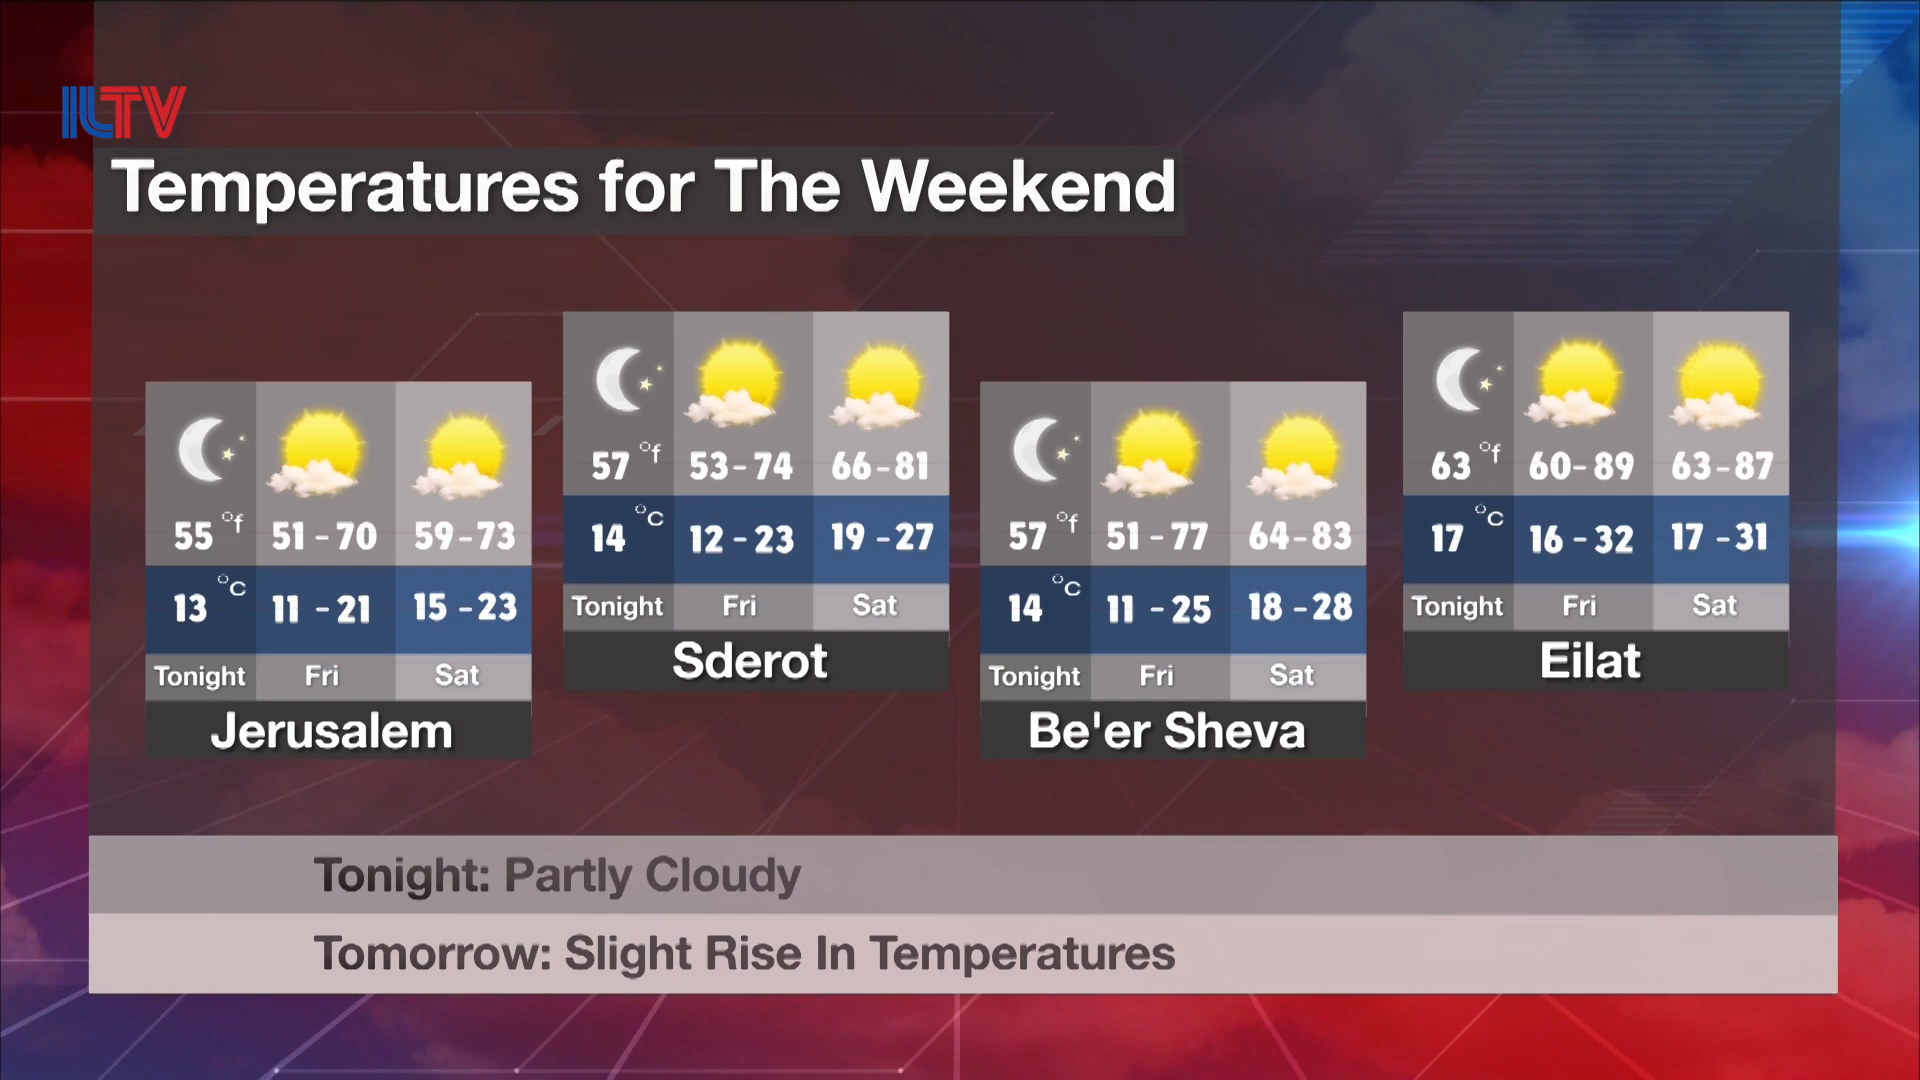 ILTV
Temperatures for The Weekend
55 °f 51 - 70 59 - 73
13 °C 11 - 21 15 - 23
Tonight Fri Sat
Jerusalem
57 °f 53 - 74 66 - 81
14 °C 12 - 23 19 - 27
Tonight Fri Sat
Sderot
57 °f 51 - 77 64 - 83
14 °C 11 - 25 18 - 28
Tonight Fri Sat
Be'er Sheva
63 °f 60 - 89 63 - 87
17 °C 16 - 32 17 - 31
Tonight Fri Sat
Eilat
Tonight: Partly Cloudy
Tomorrow: Slight Rise In Temperatures